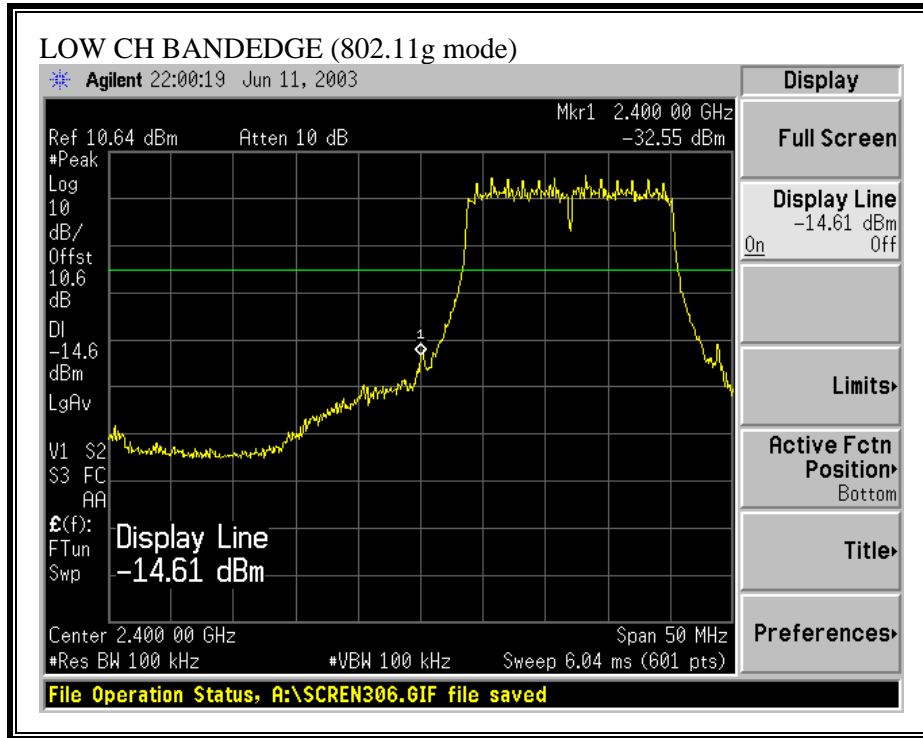 LOW CH BANDEDGE (802.11g mode)
Agilent 22:00:19 Jun 11, 2003
Display
Mkr1 2.400 00 GHz
Ref 10.64 dBm Atten 10 dB -32.55 dBm
#Peak
Log
10
dB/
Offst
10.6
dB
DI
-14.6
dBm
LgAv
V1 S2
S3 FC
AA
£(f):
FTun
Swp
1
Display Line
-14.61 dBm
Center 2.400 00 GHz Span 50 MHz
#Res BW 100 kHz #VBW 100 kHz Sweep 6.04 ms (601 pts)
Full Screen
Display Line
-14.61 dBm
On Off
Limits
Active Fctn
Position
Bottom
Title
Preferences
File Operation Status, A:\SCREN306.GIF file saved